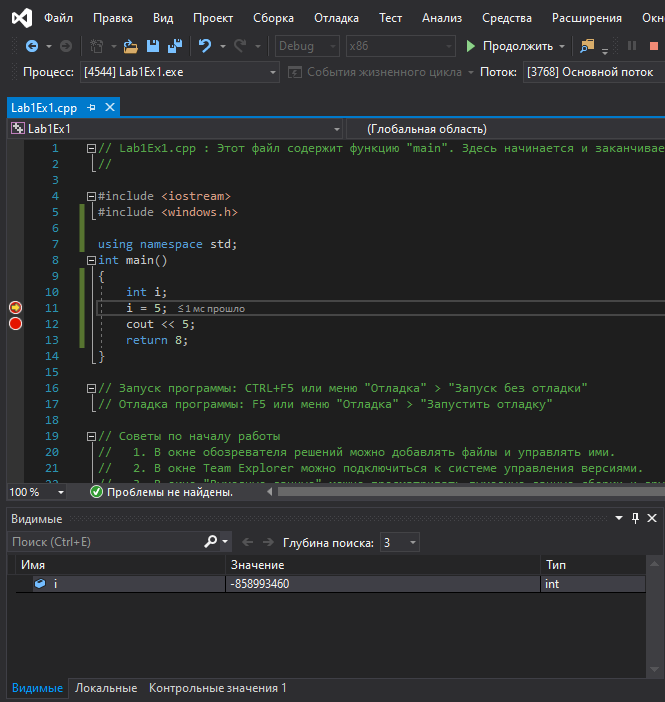 Файл Правка Вид Проект Сборка Отладка Тест Анализ Средства Расширения Окн
Debug x86 Продолжить
Процесс: [4544] Lab1Ex1.exe События жизненного цикла Поток: [3768] Основной поток
Lab1Ex1.cpp
Lab1Ex1 (Глобальная область)
1 // Lab1Ex1.cpp : Этот файл содержит функцию "main". Здесь начинается и заканчивае
2 //
3
4 #include <iostream>
5 #include <windows.h>
6
7 using namespace std;
8 int main()
9 {
10 int i;
11 i = 5; ≤1 мс прошло
12 cout << 5;
13 return 8;
14 }
15
16 // Запуск программы: CTRL+F5 или меню "Отладка" > "Запуск без отладки"
17 // Отладка программы: F5 или меню "Отладка" > "Запустить отладку"
18
19 // Советы по началу работы
20 // 1. В окне обозревателя решений можно добавлять файлы и управлять ими.
21 // 2. В окне Team Explorer можно подключиться к системе управления версиями.
100 % Проблемы не найдены.
Видимые
Поиск (Ctrl+E) Глубина поиска: 3
Имя Значение Тип
i -858993460 int
Видимые Локальные Контрольные значения 1